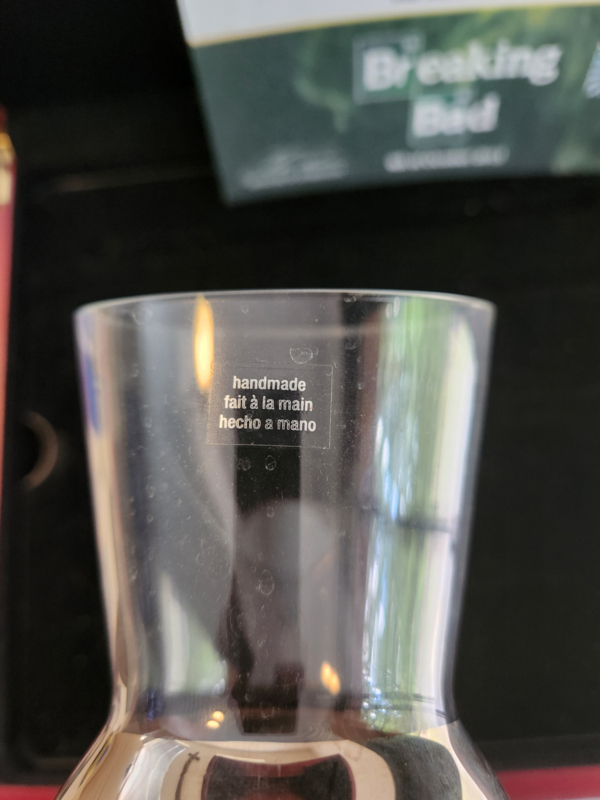 Breaking
Bad
handmade
fait à la main
hecho a mano